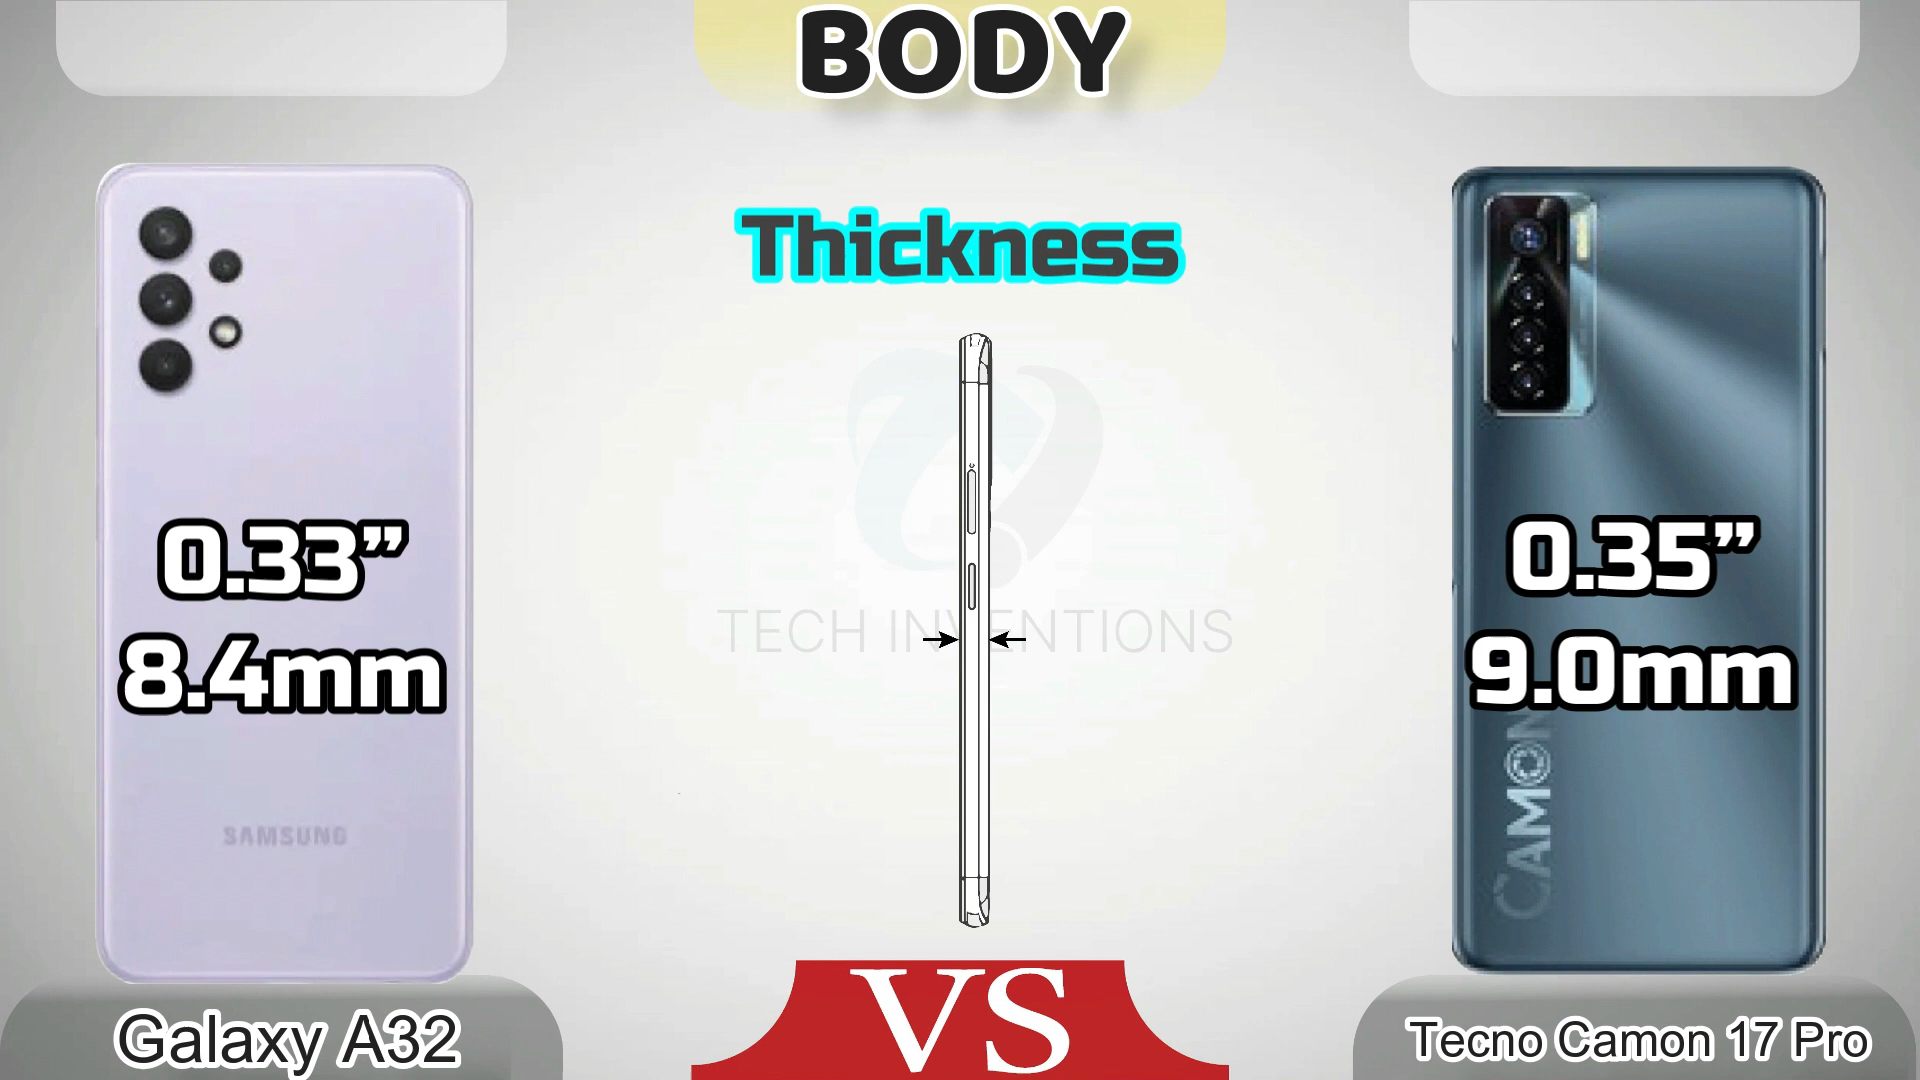 BODY
Thickness
0.33”
8.4mm
SAMSUNG
0.35”
9.0mm
CAMON
TECH INVENTIONS
Galaxy A32
VS
Tecno Camon 17 Pro